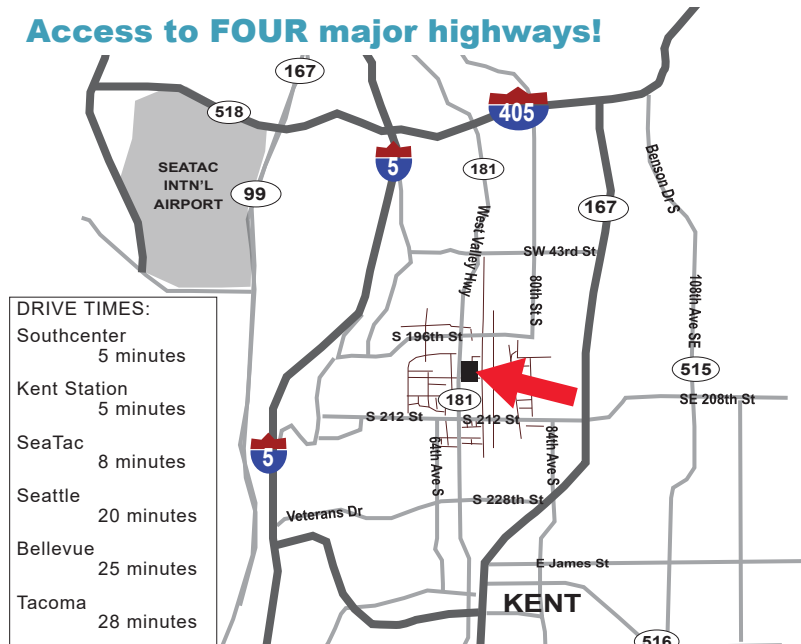 Access to FOUR major highways!
167
518
405
5
181
SEATAC
INT'L
AIRPORT
99
167
Benson Dr S
West Valley Hwy
SW 43rd St
80th St S
108th Ave SE
DRIVE TIMES:
Southcenter
5 minutes
Kent Station
5 minutes
SeaTac
8 minutes
Seattle
20 minutes
Bellevue
25 minutes
Tacoma
28 minutes
S 196th St
515
181
SE 208th St
S 212 St
S 212 St
5
64th Ave S
84th Ave S
S 228th St
Veterans Dr
E James St
KENT
516